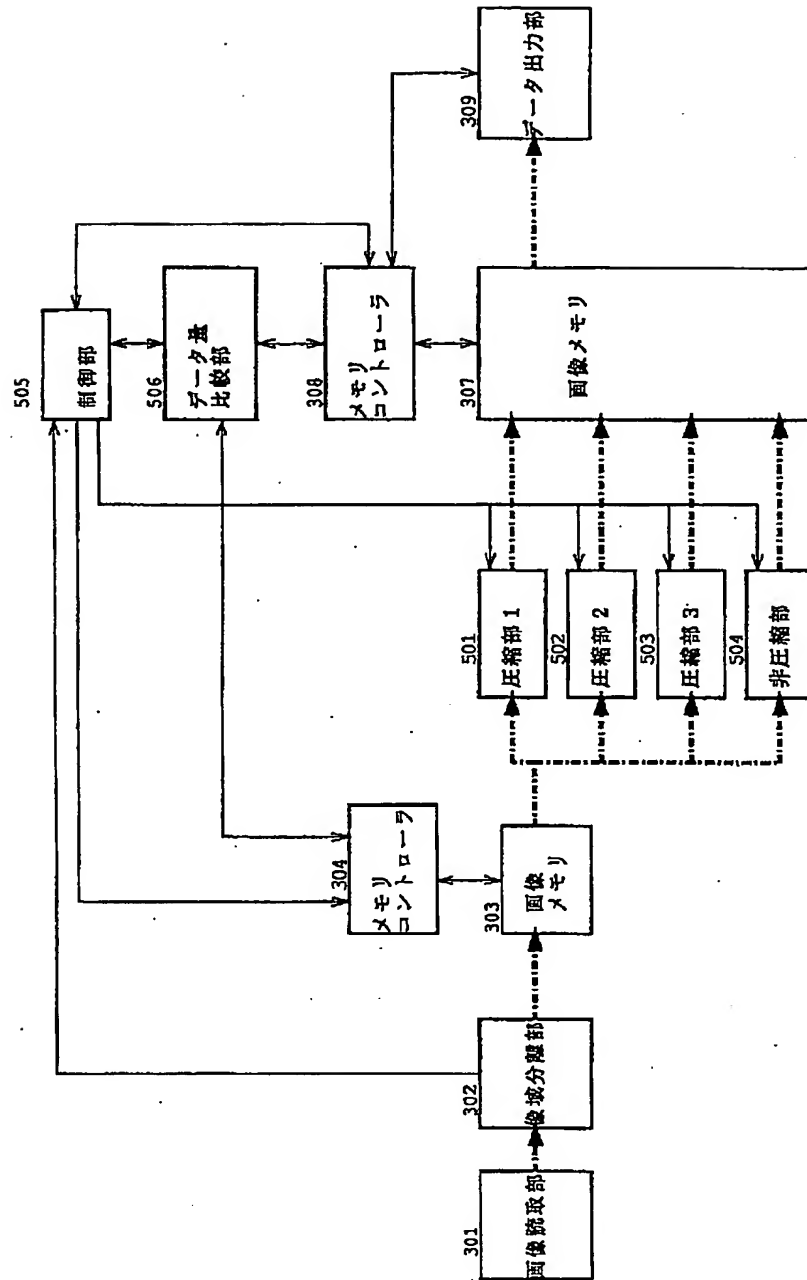 301
画像読取部
302
像域分離部
303
画像
メモリ
304
メモリ
コントローラ
501
圧縮部1
502
圧縮部2
503
圧縮部3
504
非圧縮部
505
制御部
506
データ量
比較部
308
メモリ
コントローラ
307
画像メモリ
309
データ出力部